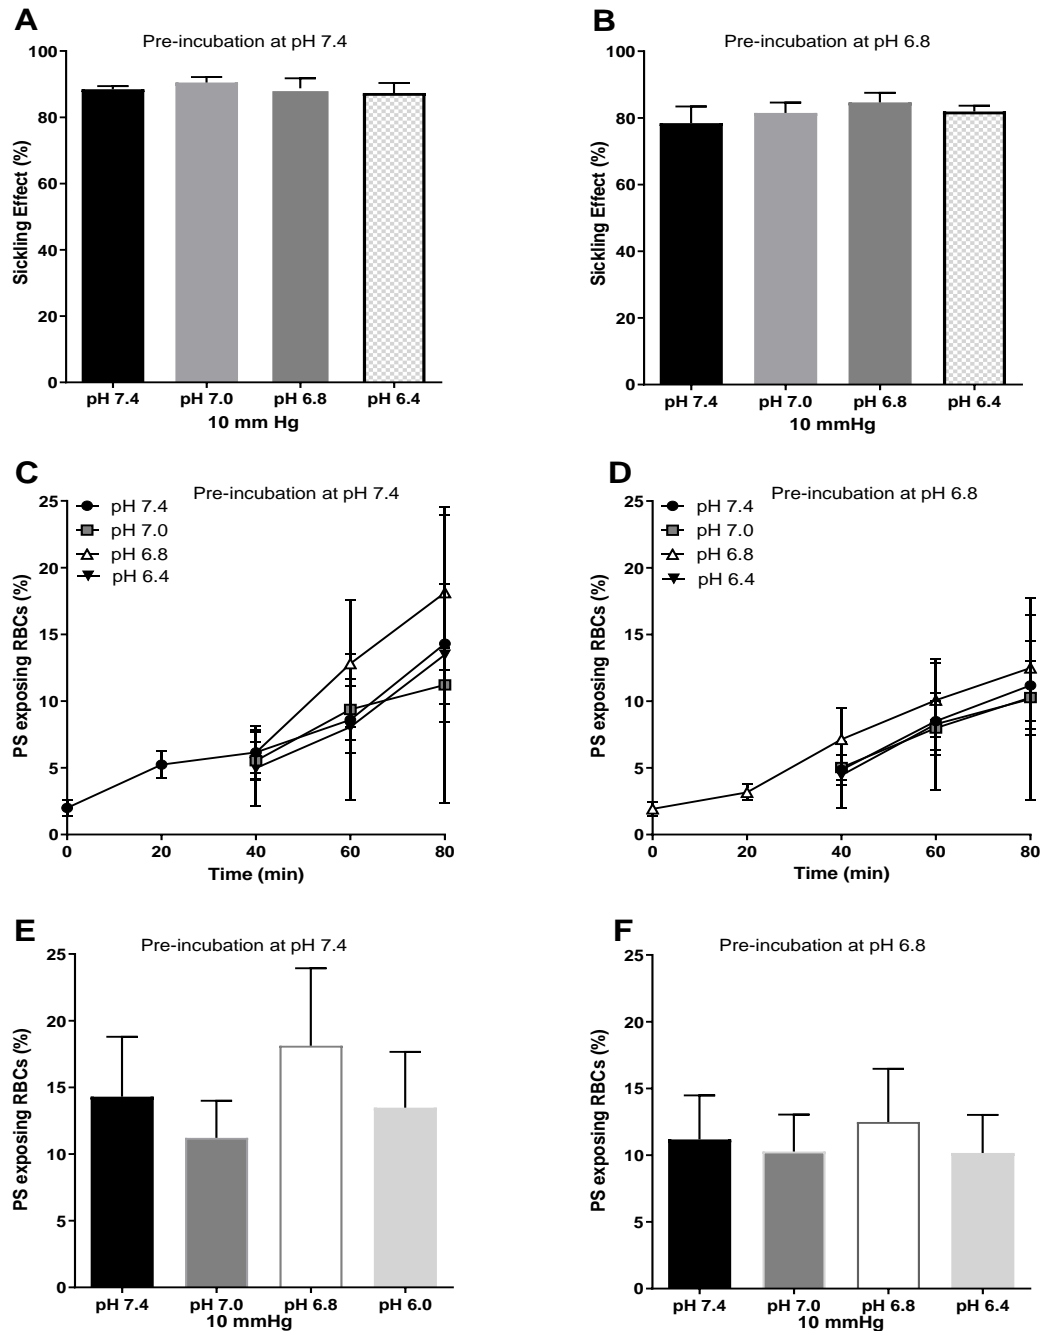 A
Pre-incubation at pH 7.4
Sickling Effect (%)
100
80
60
40
20
0
pH 7.4 pH 7.0 pH 6.8 pH 6.4
10 mm Hg
B
Pre-incubation at pH 6.8
Sickling Effect (%)
100
80
60
40
20
0
pH 7.4 pH 7.0 pH 6.8 pH 6.4
10 mmHg
C
Pre-incubation at pH 7.4
pH 7.4
pH 7.0
pH 6.8
pH 6.4
PS exposing RBCs (%)
25
20
15
10
5
0
0 20 40 60 80
Time (min)
D
Pre-incubation at pH 6.8
pH 7.4
pH 7.0
pH 6.8
pH 6.4
PS exposing RBCs (%)
25
20
15
10
5
0
0 20 40 60 80
Time (min)
E
Pre-incubation at pH 7.4
PS exposing RBCs (%)
25
20
15
10
5
0
pH 7.4 pH 7.0 pH 6.8 pH 6.0
10 mmHg
F
Pre-incubation at pH 6.8
PS exposing RBCs (%)
25
20
15
10
5
0
pH 7.4 pH 7.0 pH 6.8 pH 6.4
10 mmHg